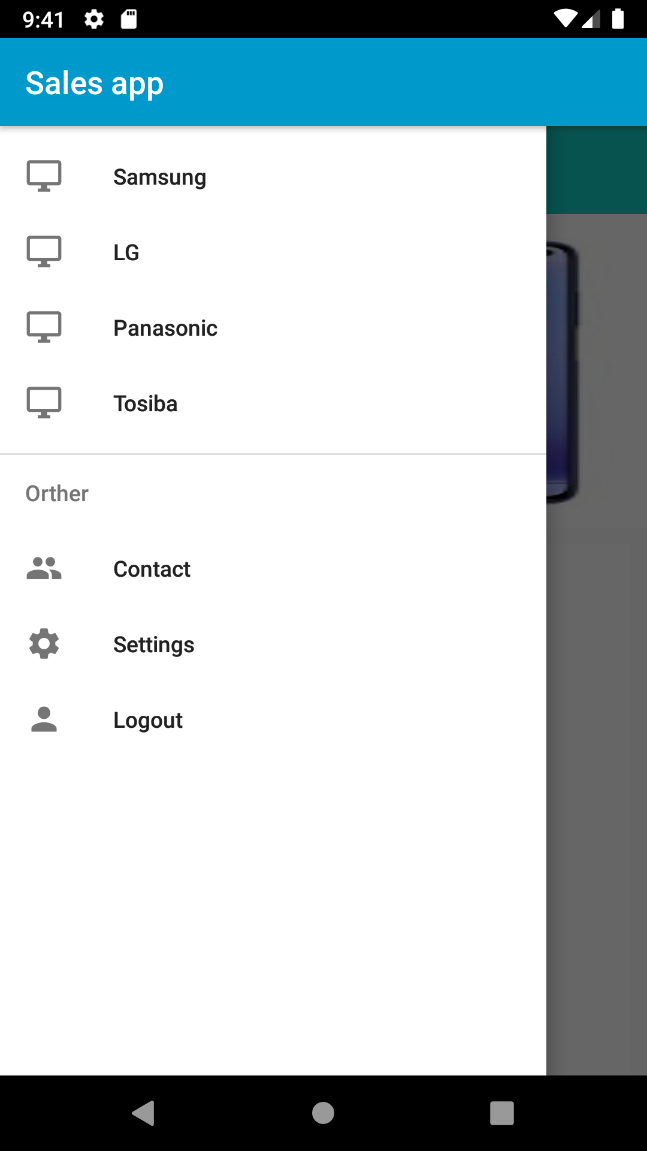 9:41
Sales app
Samsung
LG
Panasonic
Tosiba
Orther
Contact
Settings
Logout